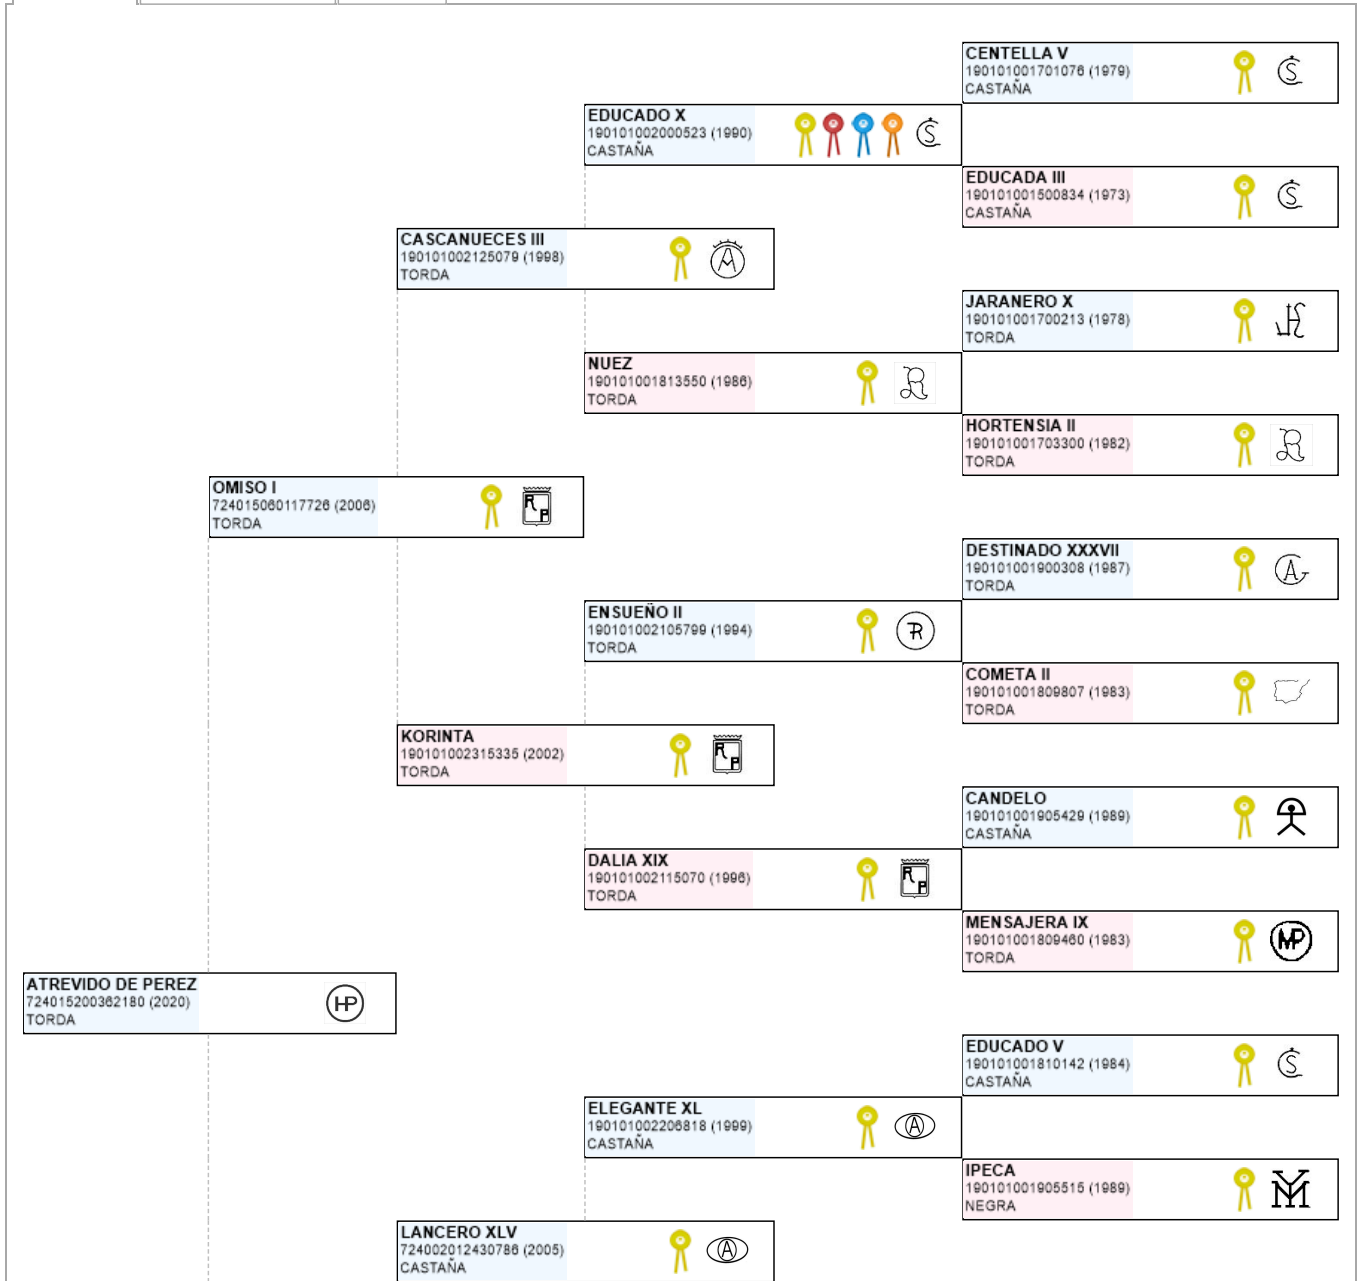 CENTELLA V
190101001701076 (1979)
CASTAÑA
EDUCADO X
190101002000523 (1990)
CASTAÑA
EDUCADA III
190101001500834 (1973)
CASTAÑA
CASCANUECES III
190101002125079 (1998)
TORDA
JARANERO X
190101001700213 (1978)
TORDA
NUEZ
190101001813550 (1986)
TORDA
HORTENSIA II
190101001703300 (1982)
TORDA
OMISO I
724015060117726 (2006)
TORDA
DESTINADO XXXVII
190101001900308 (1987)
TORDA
ENSUEÑO II
190101002105799 (1994)
TORDA
COMETA II
190101001809807 (1983)
TORDA
KORINTA
190101002315335 (2002)
TORDA
CANDELO
190101001905429 (1989)
CASTAÑA
DALIA XIX
190101002115070 (1996)
TORDA
MENSAJERA IX
190101001809460 (1983)
TORDA
ATREVIDO DE PEREZ
724015200362180 (2020)
TORDA
EDUCADO V
190101001810142 (1984)
CASTAÑA
ELEGANTE XL
190101002206818 (1999)
CASTAÑA
IPECA
190101001905515 (1989)
NEGRA
LANCERO XLV
724002012430786 (2005)
CASTAÑA